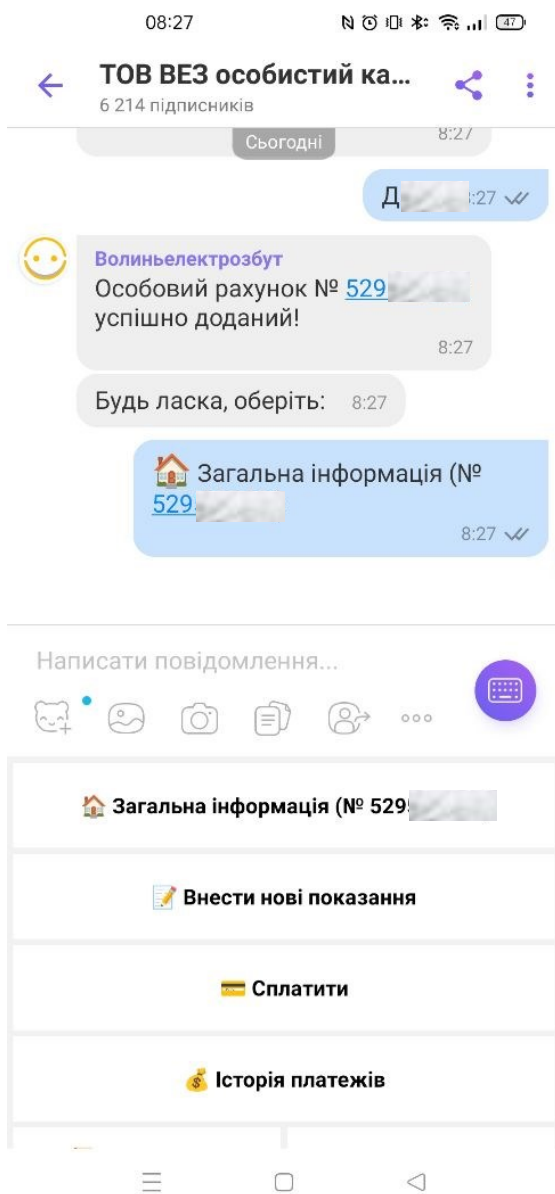 08:27
47
ТОВ ВЕЗ особистий ка...
6 214 підписників
8:27
Сьогодні
Д
:27
Волиньелектрозбут
Особовий рахунок № 529
успішно доданий!
8:27
Будь ласка, оберіть: 8:27
Загальна інформація (№
529
8:27
Написати повідомлення...
Загальна інформація (№ 529
Внести нові показання
Сплатити
Історія платежів